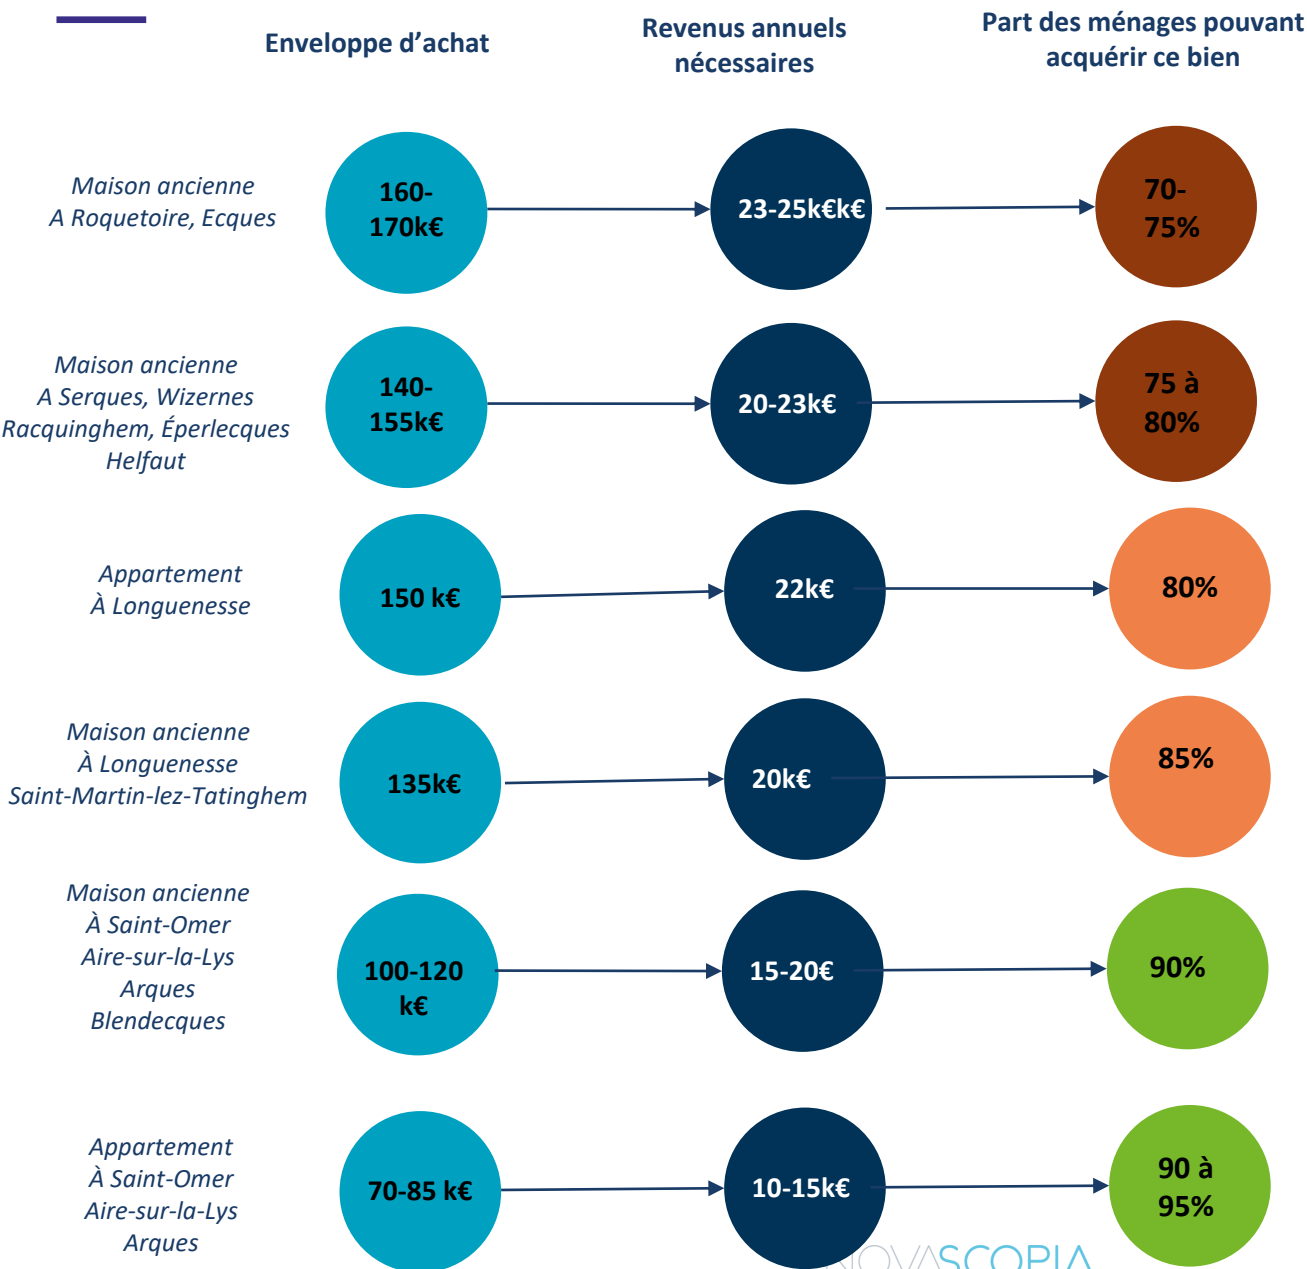 Enveloppe d’achat
Revenus annuels
nécessaires
Part des ménages pouvant
acquérir ce bien
Maison ancienne
A Roquetoire, Ecques
160-
170k€
23-25k€k€
70-
75%
Maison ancienne
A Serques, Wizernes
Racquinghem, Éperlecques
Helfaut
140-
155k€
20-23k€
75 à
80%
Appartement
À Longuenesse
150 k€
22k€
80%
Maison ancienne
À Longuenesse
Saint-Martin-lez-Tatinghem
135k€
20k€
85%
Maison ancienne
À Saint-Omer
Aire-sur-la-Lys
Arques
Blendecques
100-120
k€
15-20€
90%
Appartement
À Saint-Omer
Aire-sur-la-Lys
Arques
70-85 k€
10-15k€
90 à
95%
NOVASCOPIA